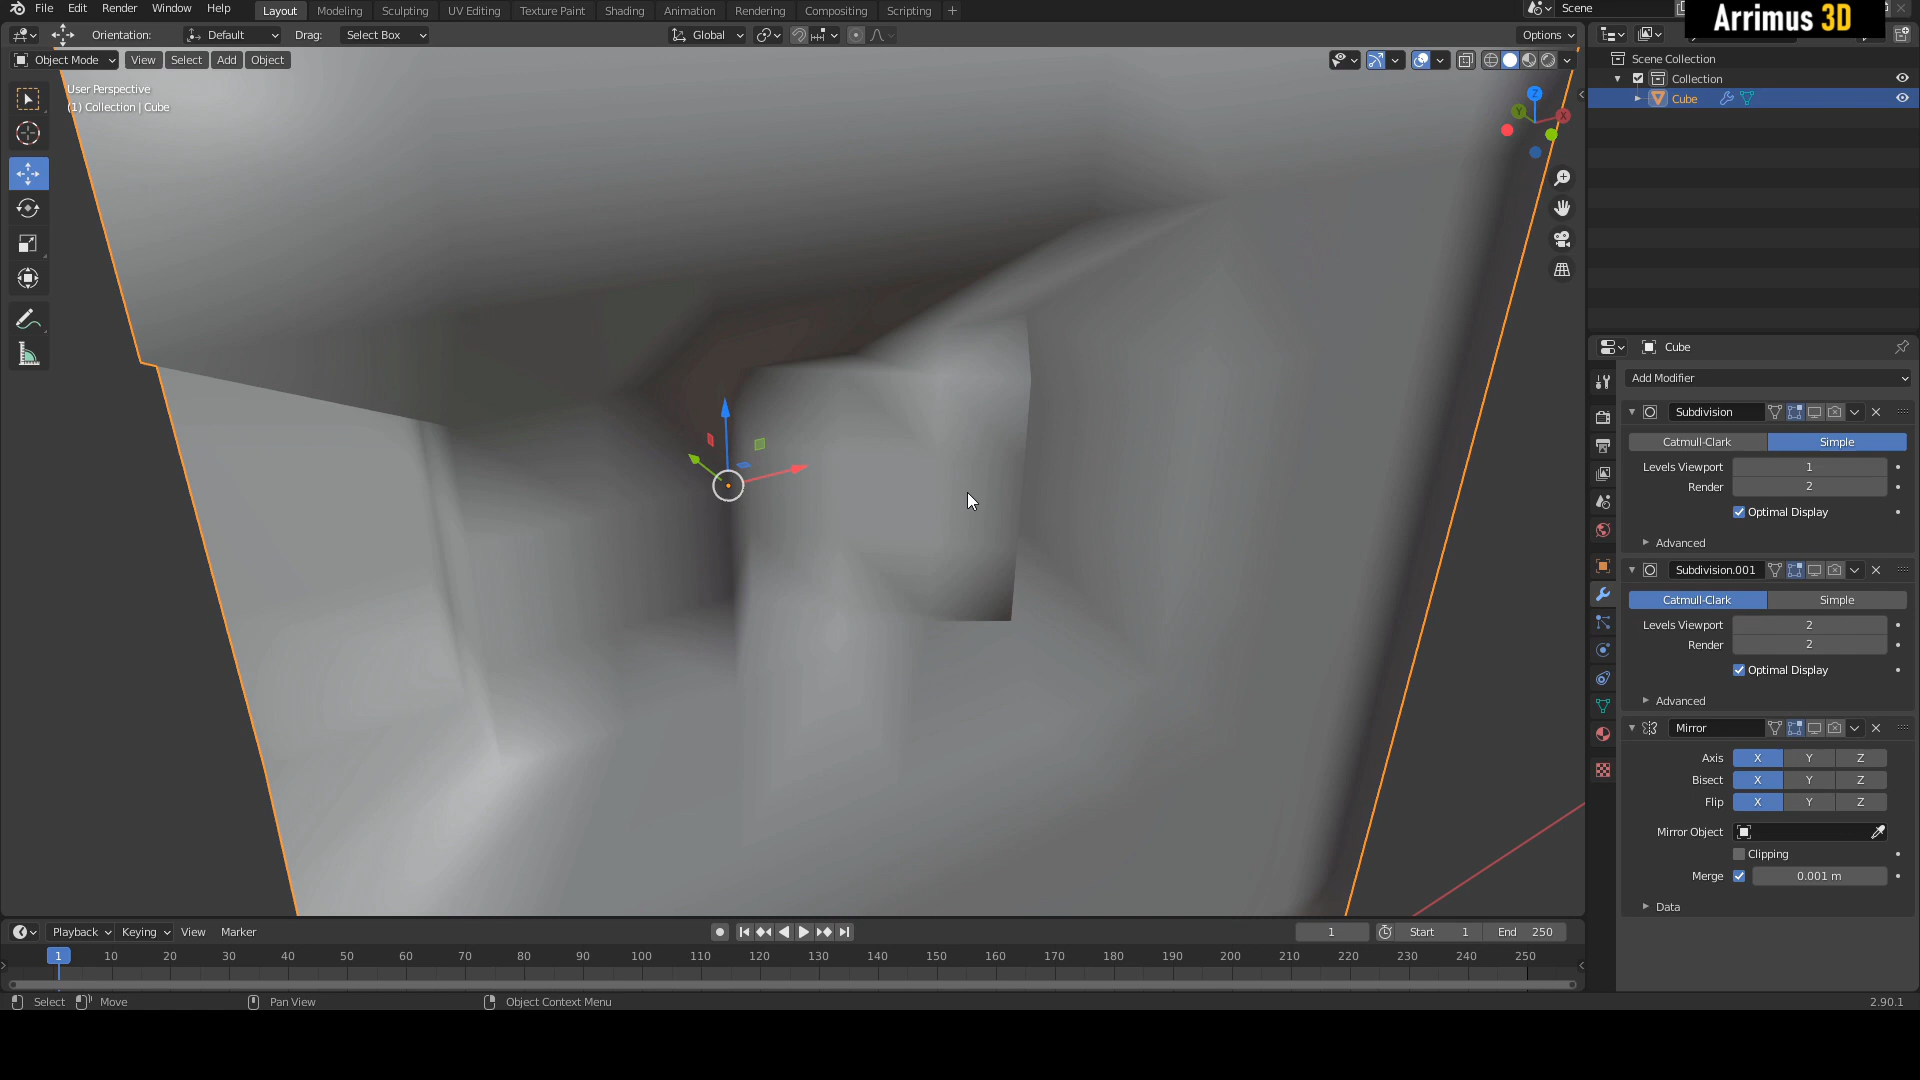 File Edit Render Window Help
Layout Modeling Sculpting UV Editing Texture Paint Shading Animation Rendering Compositing Scripting +
Scene
Arrimus 3D
Orientation: Default Drag: Select Box
Global
Options
Object Mode View Select Add Object
User Perspective
(1) Collection | Cube
Z
Y
X
Scene Collection
Collection
Cube
Cube
Add Modifier
Subdivision
Catmull-Clark Simple
Levels Viewport 1
Render 2
Optimal Display
Advanced
Subdivision.001
Catmull-Clark Simple
Levels Viewport 2
Render 2
Optimal Display
Advanced
Mirror
Axis X Y Z
Bisect X Y Z
Flip X Y Z
Mirror Object
Clipping
Merge 0.001 m
Data
Playback Keying View Marker
1 Start 1 End 250
1 10 20 30 40 50 60 70 80 90 100 110 120 130 140 150 160 170 180 190 200 210 220 230 240 250
Select Move Pan View Object Context Menu
2.90.1